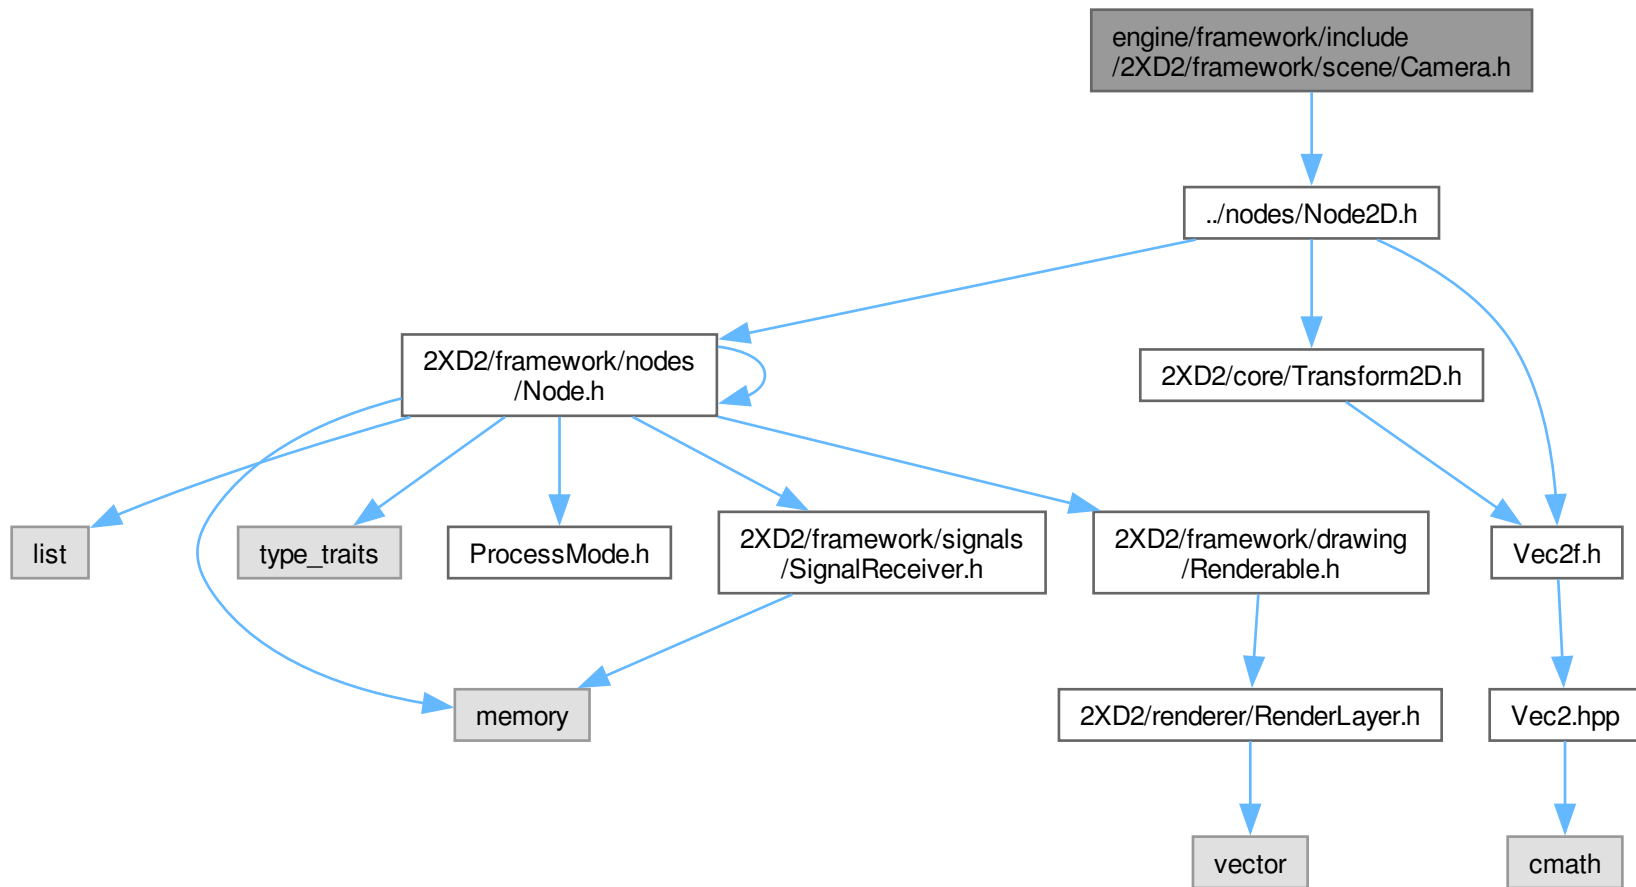 engine/framework/include
/2XD2/framework/scene/Camera.h
../nodes/Node2D.h
2XD2/framework/nodes
/Node.h
2XD2/core/Transform2D.h
list
type_traits
ProcessMode.h
2XD2/framework/signals
/SignalReceiver.h
2XD2/framework/drawing
/Renderable.h
Vec2f.h
memory
2XD2/renderer/RenderLayer.h
Vec2.hpp
vector
cmath